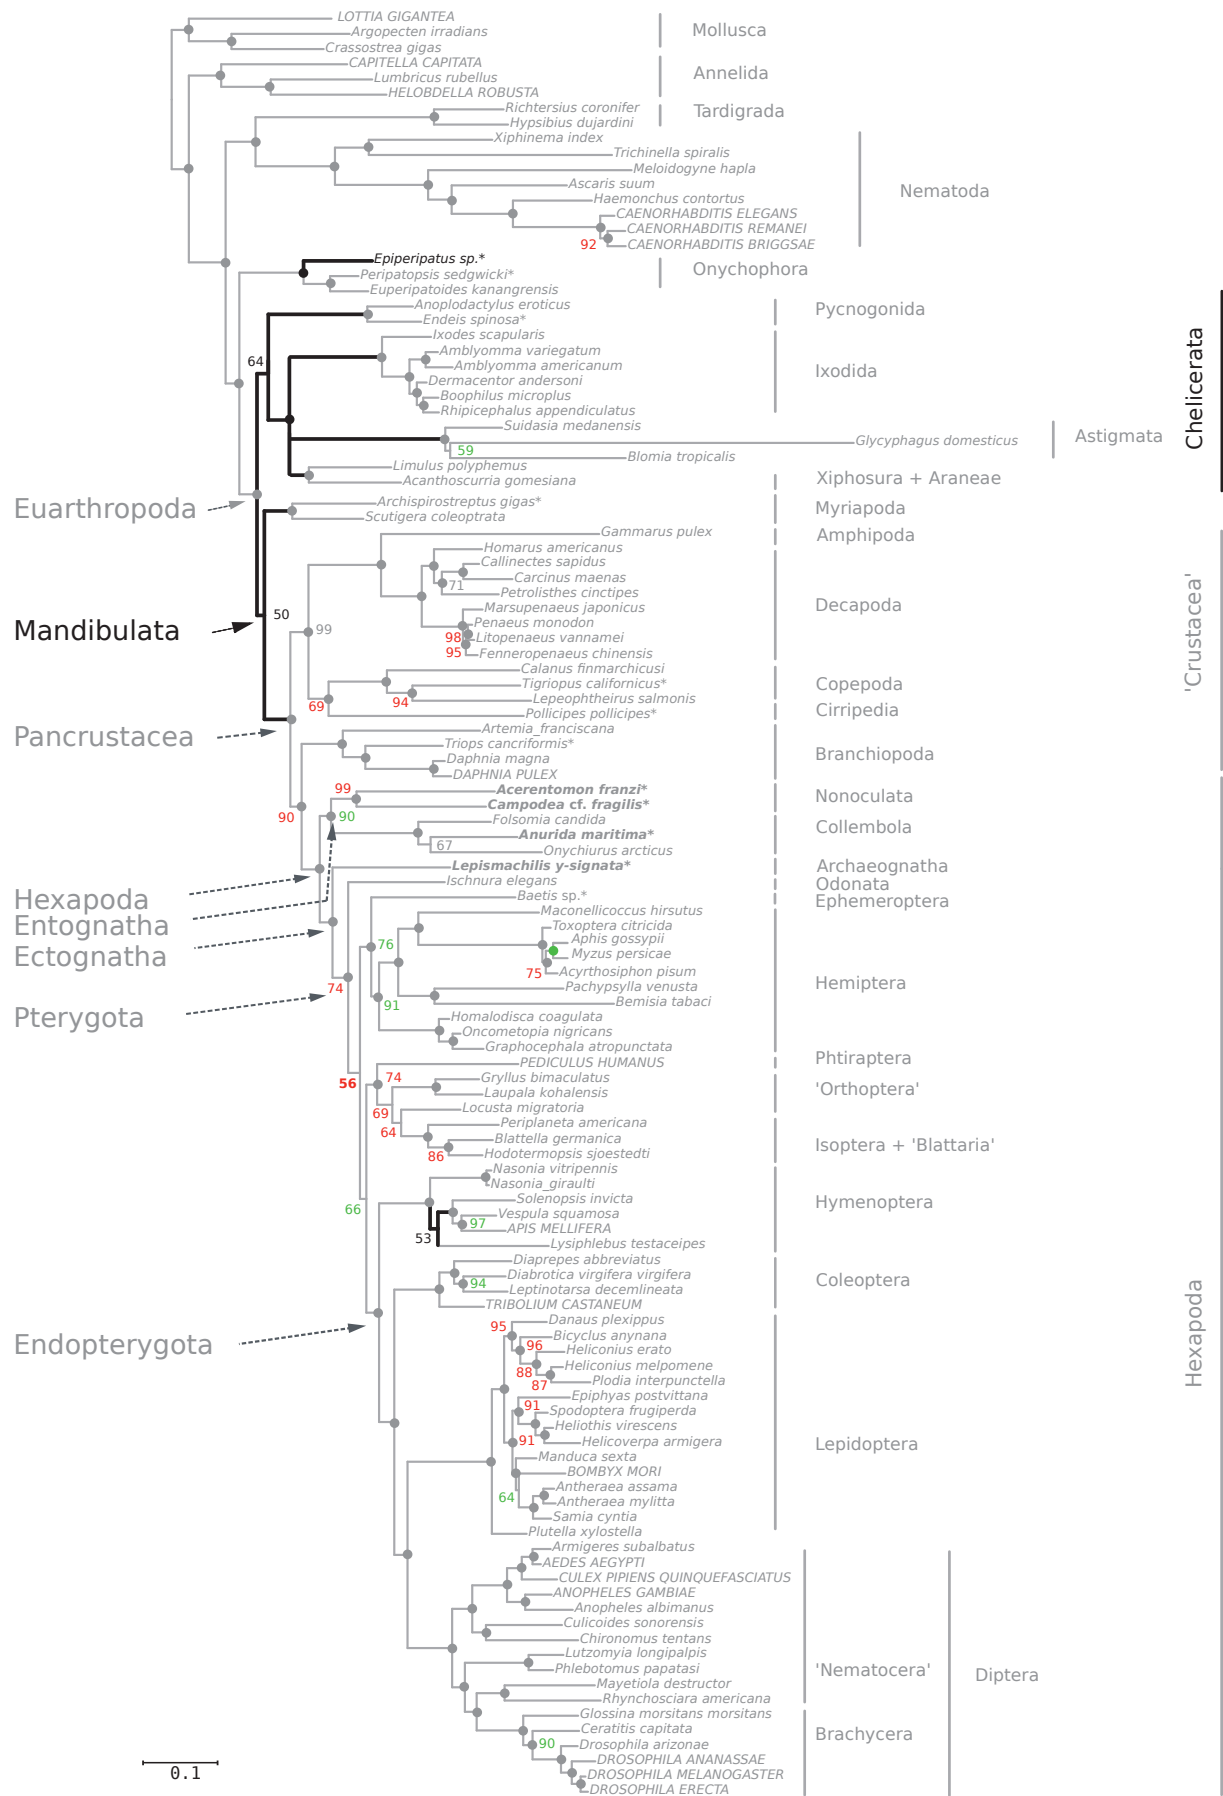 LOTTIA GIGANTEA
Argopecten irradians
Crassostrea gigas
Mollusca
CAPITELLA CAPITATA
Lumbricus rubellus
HELOBDELLA ROBUSTA
Annelida
Richtersius coronifer
Hypsibius dujardini
Tardigrada
Xiphinema index
Trichinella spiralis
Meloidogyne hapla
Ascaris suum
Haemonchus contortus
CAENORHABDITIS ELEGANS
CAENORHABDITIS REMANEI
92 CAENORHABDITIS BRIGGSAE
Nematoda
Epiperipatus sp.*
Peripatopsis sedgwicki*
Euperipatoides kanangrensis
Onychophora
Anoplodactylus eroticus
Endeis spinosa*
Pycnogonida
64
Ixodes scapularis
Amblyomma variegatum
Amblyomma americanum
Dermacentor andersoni
Boophilus microplus
Rhipicephalus appendiculatus
Ixodida
Suidasia medanensis
Glycyphagus domesticus
59
Blomia tropicalis
Astigmata
Chelicerata
Limulus polyphemus
Acanthoscurria gomesiana
Xiphosura + Araneae
Euarthropoda
Archispirostreptus gigas*
Scutigera coleoptrata
Myriapoda
Gammarus pulex
Amphipoda
Homarus americanus
Callinectes sapidus
Carcinus maenas
71
Petrolisthes cinctipes
Marsupenaeus japonicus
Penaeus monodon
98 Litopenaeus vannamei
95 Fenneropenaeus chinensis
Decapoda
Mandibulata
50
99
Calanus finmarchicusi
Tigriopus californicus*
94 Lepeophtheirus salmonis
Copepoda
69
Pollicipes pollicipes*
Cirripedia
'Crustacea'
Pancrustacea
Artemia_franciscana
Triops cancriformis*
Daphnia magna
DAPHNIA PULEX
Branchiopoda
90
99
Acerentomon franzi*
Campodea cf. fragilis*
Nonoculata
90
Folsomia candida
Anurida maritima*
67
Onychiurus arcticus
Collembola
Lepismachilis y-signata*
Archaeognatha
Ischnura elegans
Odonata
Baetis sp.*
Ephemeroptera
Hexapoda
Entognatha
Ectognatha
Pterygota
74
76
Maconellicoccus hirsutus
Toxoptera citricida
Aphis gossypii
Myzus persicae
75 Acyrthosiphon pisum
Pachypsylla venusta
Bemisia tabaci
91
Homalodisca coagulata
Oncometopia nigricans
Graphocephala atropunctata
Hemiptera
PEDICULUS HUMANUS
Phtiraptera
56
74
Gryllus bimaculatus
Laupala kohalensis
'Orthoptera'
69
Locusta migratoria
64
Periplaneta americana
Blattella germanica
86 Hodotermopsis sjoestedti
Isoptera + 'Blattaria'
66
Nasonia vitripennis
Nasonia_giraulti
Solenopsis invicta
Vespula squamosa
97
APIS MELLIFERA
53
Lysiphlebus testaceipes
Hymenoptera
Diaprepes abbreviatus
Diabrotica virgifera virgifera
94
Leptinotarsa decemlineata
TRIBOLIUM CASTANEUM
Coleoptera
Endopterygota
Danaus plexippus
95
Bicyclus anynana
96
Heliconius erato
Heliconius melpomene
88
87 Plodia interpunctella
Epiphyas postvittana
91
Spodoptera frugiperda
Heliothis virescens
91
Helicoverpa armigera
Manduca sexta
BOMBYX MORI
Antheraea assama
64
Antheraea mylitta
Samia cyntia
Plutella xylostella
Lepidoptera
Hexapoda
Armigeres subalbatus
AEDES AEGYPTI
CULEX PIPIENS QUINQUEFASCIATUS
ANOPHELES GAMBIAE
Anopheles albimanus
Culicoides sonorensis
Chironomus tentans
Lutzomyia longipalpis
Phlebotomus papatasi
Mayetiola destructor
Rhynchosciara americana
'Nematocera'
Diptera
Glossina morsitans morsitans
Ceratitis capitata
90
Drosophila arizonae
DROSOPHILA ANANASSAE
DROSOPHILA MELANOGASTER
DROSOPHILA ERECTA
Brachycera
0.1